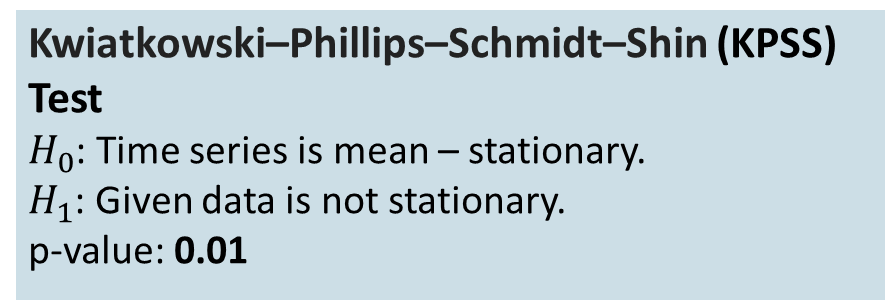 Kwiatkowski–Phillips–Schmidt–Shin (KPSS)
Test
H₀: Time series is mean – stationary.
H₁: Given data is not stationary.
p-value: 0.01